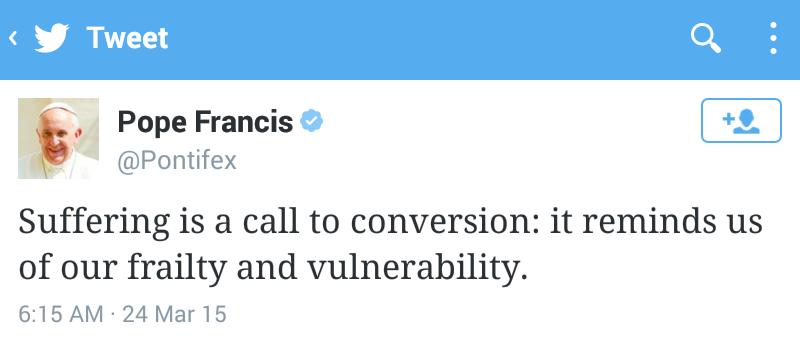 Tweet
Pope Francis
@Pontifex
Suffering is a call to conversion: it reminds us
of our frailty and vulnerability.
6:15 AM · 24 Mar 15